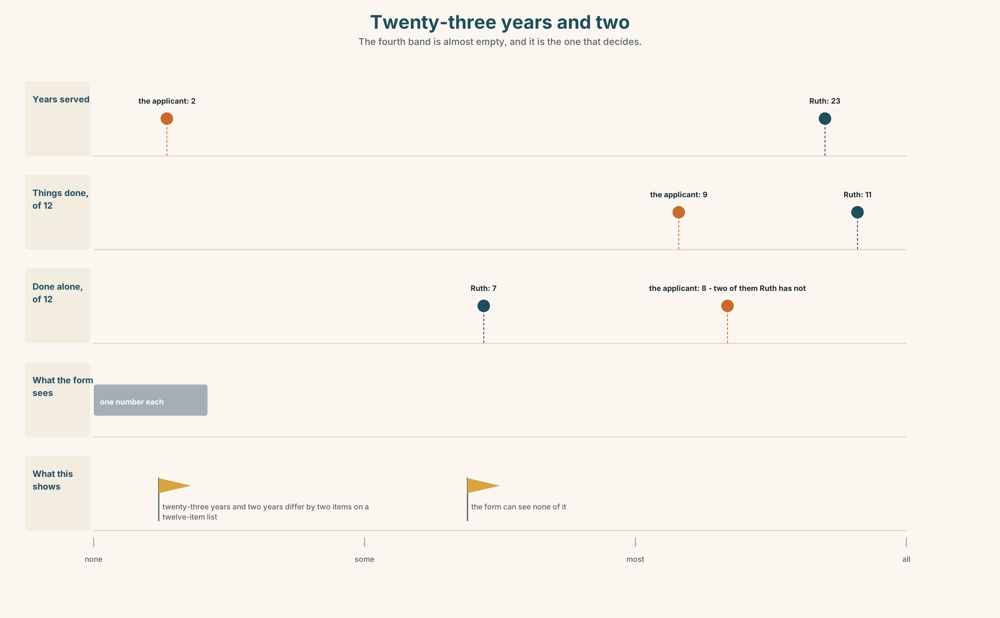 Twenty-three years and two
The fourth band is almost empty, and it is the one that decides.
Years served
the applicant: 2
Ruth: 23
Things done,
of 12
the applicant: 9
Ruth: 11
Done alone,
of 12
Ruth: 7
the applicant: 8 - two of them Ruth has not
What the form
sees
one number each
What this
shows
twenty-three years and two years differ by two items on a
twelve-item list
the form can see none of it
none
some
most
all